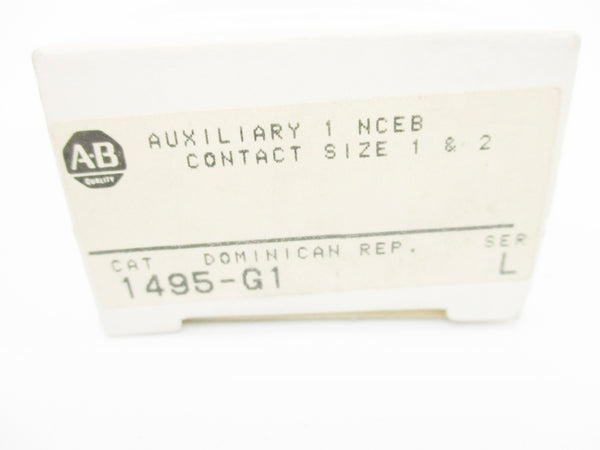 A-B
QUALITY
AUXILIARY 1 NCEB
CONTACT SIZE 1 & 2
CAT DOMINICAN REP. SER
1495-G1 L